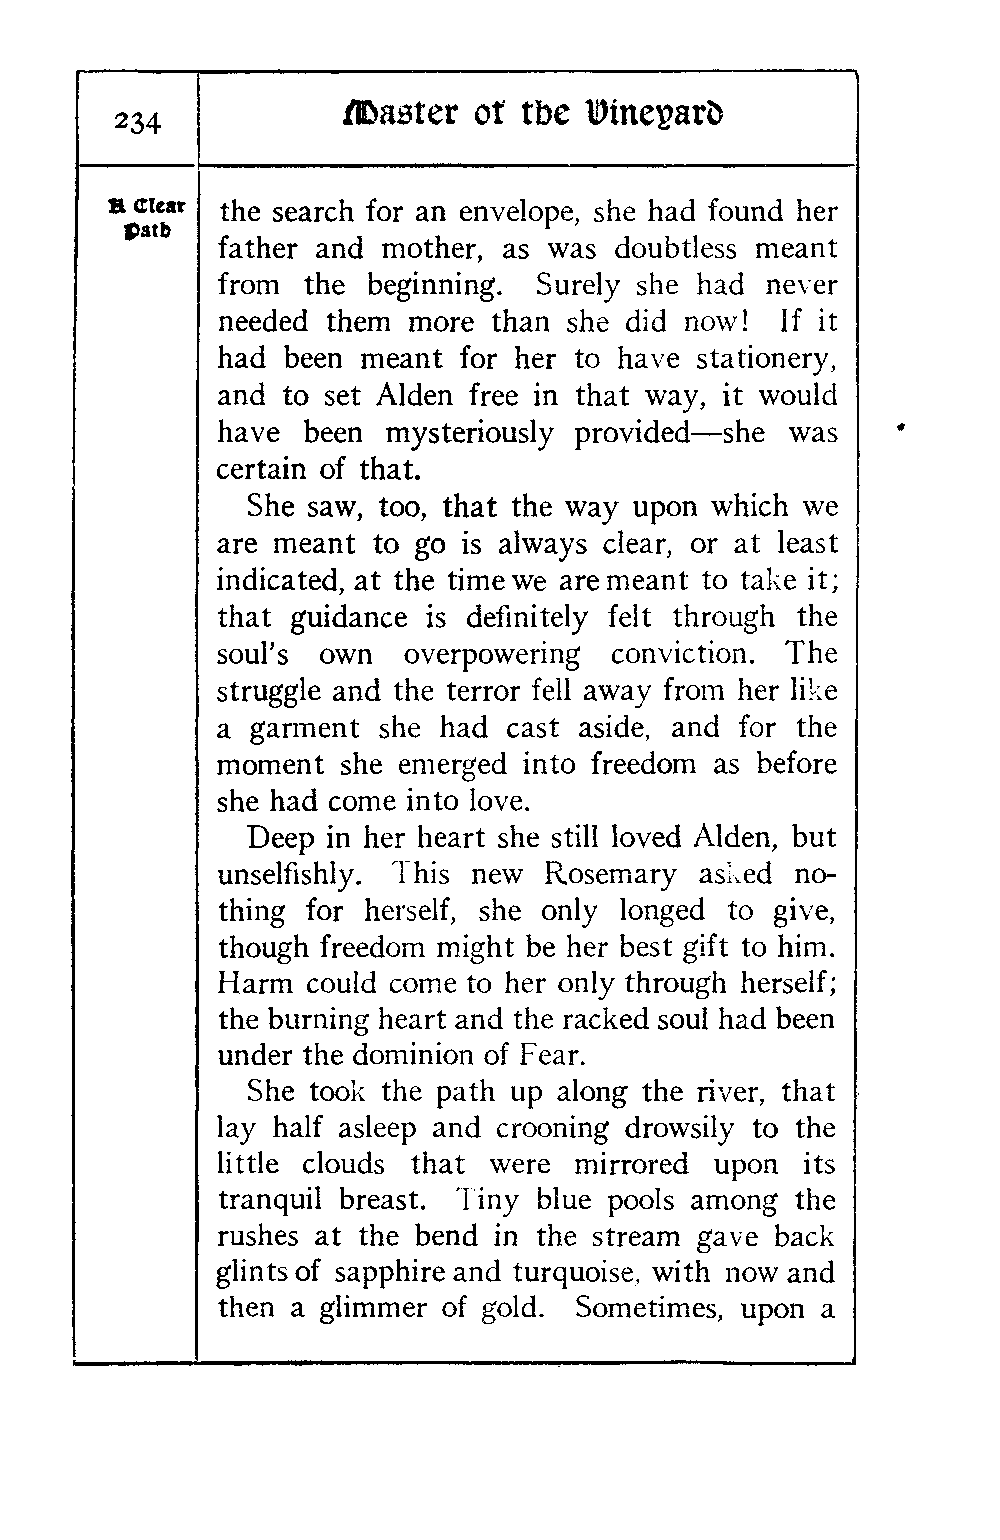 234
Master of the Vineyard
A Clear
Path
the search for an envelope, she had found her
father and mother, as was doubtless meant
from the beginning. Surely she had never
needed them more than she did now! If it
had been meant for her to have stationery,
and to set Alden free in that way, it would
have been mysteriously provided—she was
certain of that.
She saw, too, that the way upon which we
are meant to go is always clear, or at least
indicated, at the time we are meant to take it;
that guidance is definitely felt through the
soul's own overpowering conviction. The
struggle and the terror fell away from her like
a garment she had cast aside, and for the
moment she emerged into freedom as before
she had come into love.
Deep in her heart she still loved Alden, but
unselfishly. This new Rosemary asked no-
thing for herself, she only longed to give,
though freedom might be her best gift to him.
Harm could come to her only through herself;
the burning heart and the racked soul had been
under the dominion of Fear.
She took the path up along the river, that
lay half asleep and crooning drowsily to the
little clouds that were mirrored upon its
tranquil breast. Tiny blue pools among the
rushes at the bend in the stream gave back
glints of sapphire and turquoise, with now and
then a glimmer of gold. Sometimes, upon a